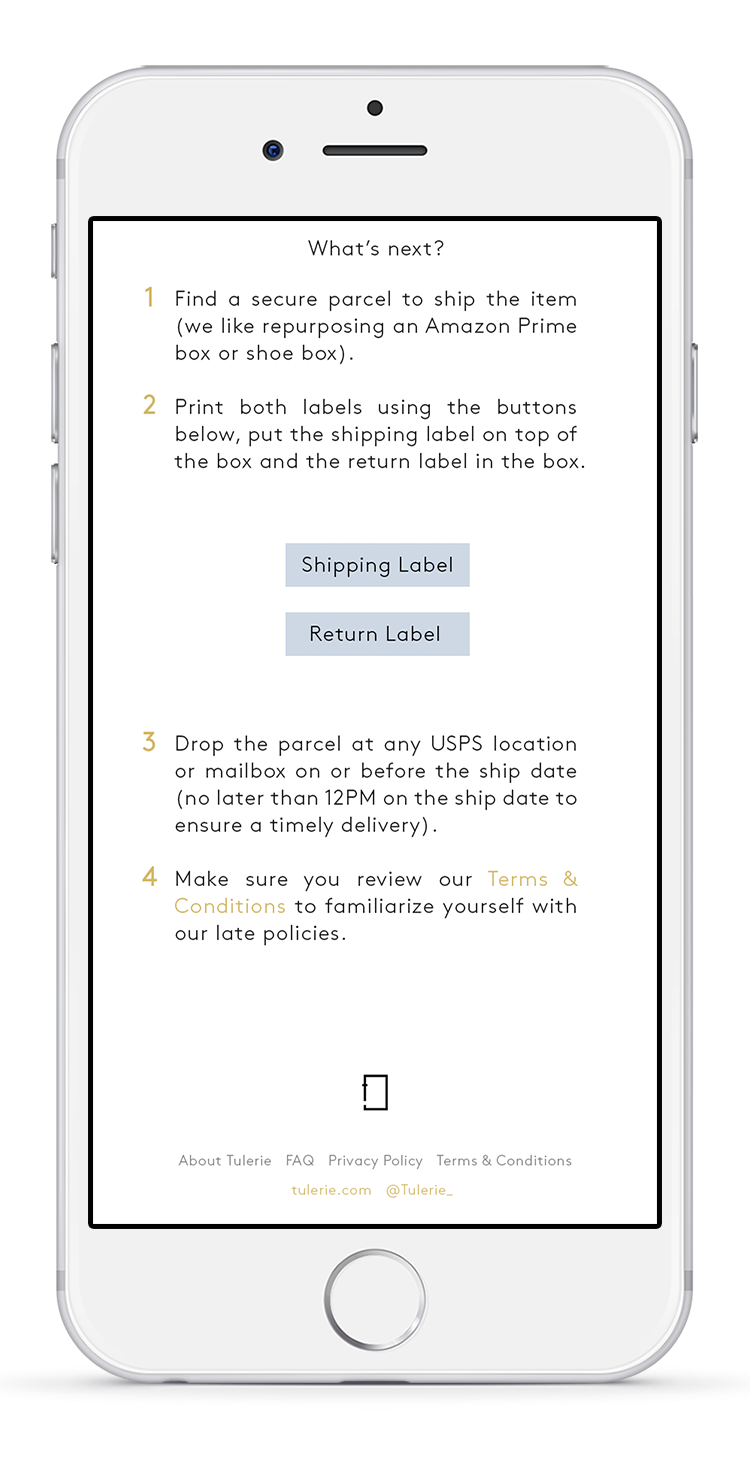 What’s next?
1 Find a secure parcel to ship the item
(we like repurposing an Amazon Prime
box or shoe box).
2 Print both labels using the buttons
below, put the shipping label on top of
the box and the return label in the box.
Shipping Label
Return Label
3 Drop the parcel at any USPS location
or mailbox on or before the ship date
(no later than 12PM on the ship date to
ensure a timely delivery).
4 Make sure you review our Terms &
Conditions to familiarize yourself with
our late policies.
About Tulerie FAQ Privacy Policy Terms & Conditions
tulerie.com @Tulerie_